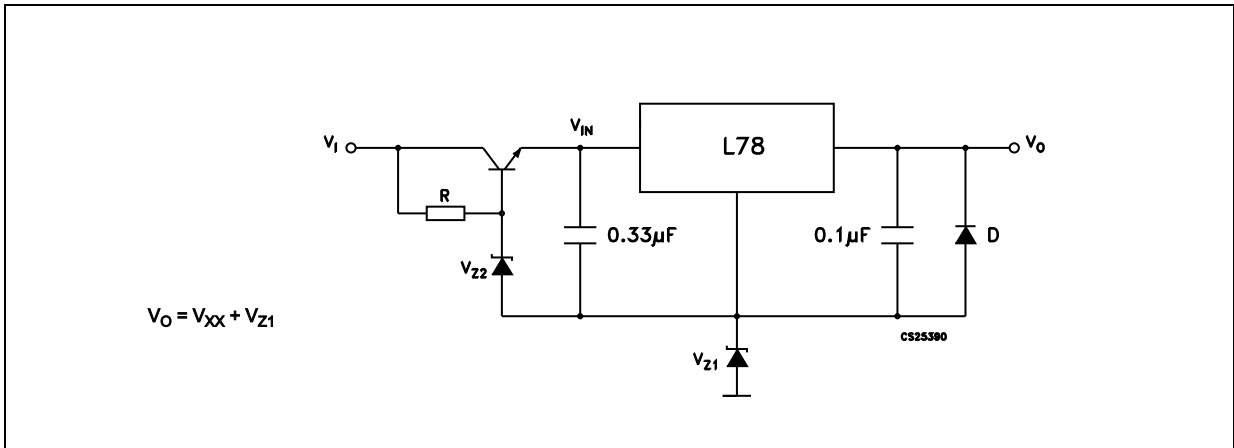 V_IN
V_I
L78
V_O
R
0.33μF
0.1μF
D
V_Z2
V_O = V_XX + V_Z1
CS25390
V_Z1